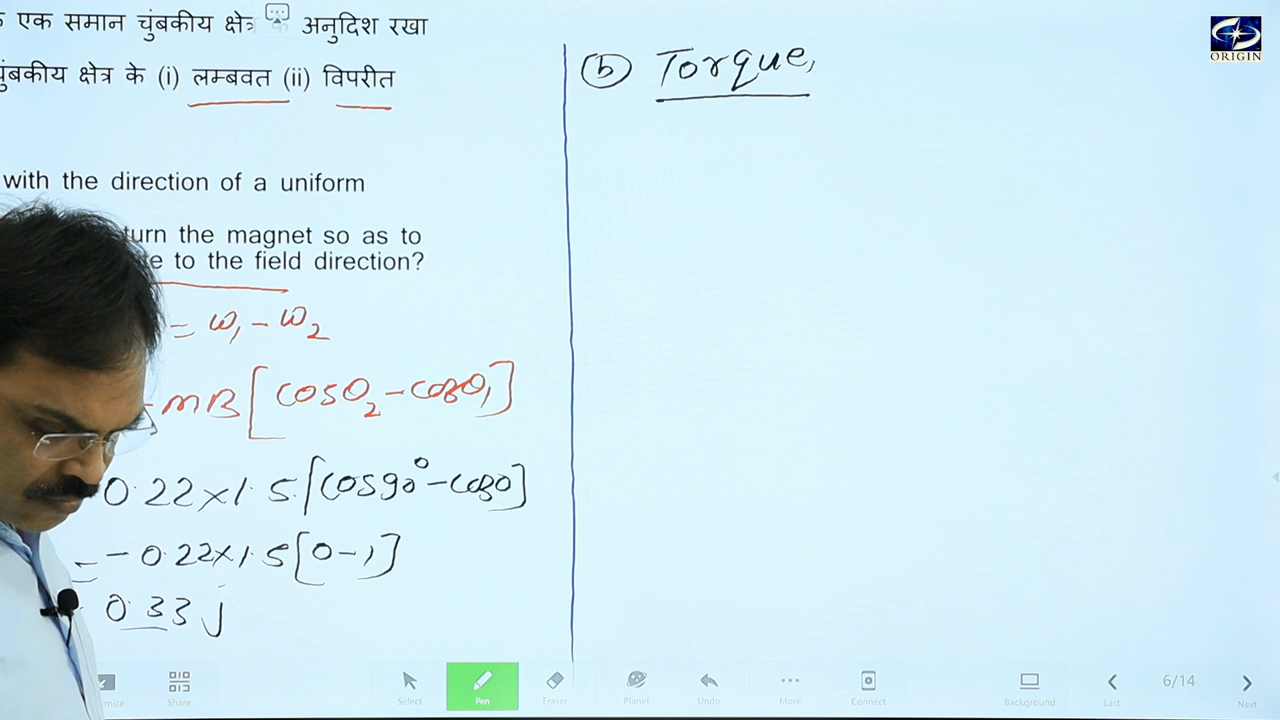 एक समान चुंबकीय क्षेत्र के अनुदिश रखा
चुंबकीय क्षेत्र के (i) लम्बवत (ii) विपरीत
with the direction of a uniform
turn the magnet so as to
e to the field direction?
= W₁ - W₂
- mB [cosθ₂ - cosθ₁]
0.22 × 1.5 [cos90° - cos0]
= - 0.22 × 1.5 [0 - 1]
0.33 j
(b) Torque,
ORIGIN
Share
Select
Pen
Eraser
Planet
Undo
More
Connect
Background
Last
6/14
Next